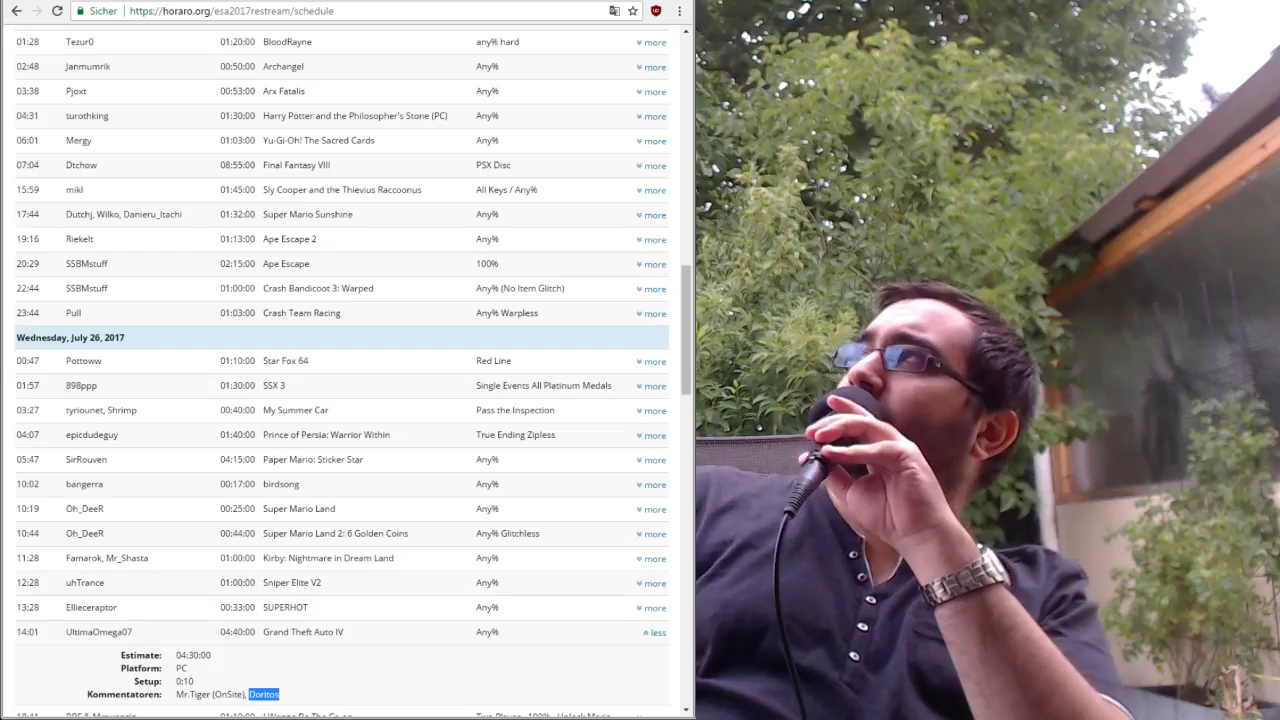 Sicher https://horaro.org/esa2017restream/schedule
01:28 Tezur0 01:20:00 BloodRayne any% hard more
02:48 Janmumrik 00:50:00 Archangel Any% more
03:38 Pjoxt 00:53:00 Arx Fatalis Any% more
04:31 turothking 01:30:00 Harry Potter and the Philosopher's Stone (PC) Any% more
06:01 Mergy 01:03:00 Yu-Gi-Oh! The Sacred Cards Any% more
07:04 Dtchow 08:55:00 Final Fantasy VIII PSX Disc more
15:59 mikl 01:45:00 Sly Cooper and the Thievius Raccoonus All Keys / Any% more
17:44 Dutchj, Wilko, Danieru_Itachi 01:32:00 Super Mario Sunshine Any% more
19:16 Riekelt 01:13:00 Ape Escape 2 Any% more
20:29 SSBMstuff 02:15:00 Ape Escape 100% more
22:44 SSBMstuff 01:00:00 Crash Bandicoot 3: Warped Any% (No Item Glitch) more
23:44 Pull 01:03:00 Crash Team Racing Any% Warpless more
Wednesday, July 26, 2017
00:47 Pottoww 01:10:00 Star Fox 64 Red Line more
01:57 898ppp 01:30:00 SSX 3 Single Events All Platinum Medals more
03:27 tyriounet, Shrimp 00:40:00 My Summer Car Pass the Inspection more
04:07 epicdudeguy 01:40:00 Prince of Persia: Warrior Within True Ending Zipless more
05:47 SirRouven 04:15:00 Paper Mario: Sticker Star Any% more
10:02 bangerra 00:17:00 birdsong Any% more
10:19 Oh_DeeR 00:25:00 Super Mario Land Any% more
10:44 Oh_DeeR 00:44:00 Super Mario Land 2: 6 Golden Coins Any% Glitchless more
11:28 Famarok, Mr_Shasta 01:00:00 Kirby: Nightmare in Dream Land Any% more
12:28 uhTrance 01:00:00 Sniper Elite V2 Any% more
13:28 Ellieceraptor 00:33:00 SUPERHOT Any% more
14:01 UltimaOmega07 04:40:00 Grand Theft Auto IV Any% less
Estimate: 04:30:00
Platform: PC
Setup: 0:10
Kommentatoren: Mr.Tiger (OnSite), Doritos